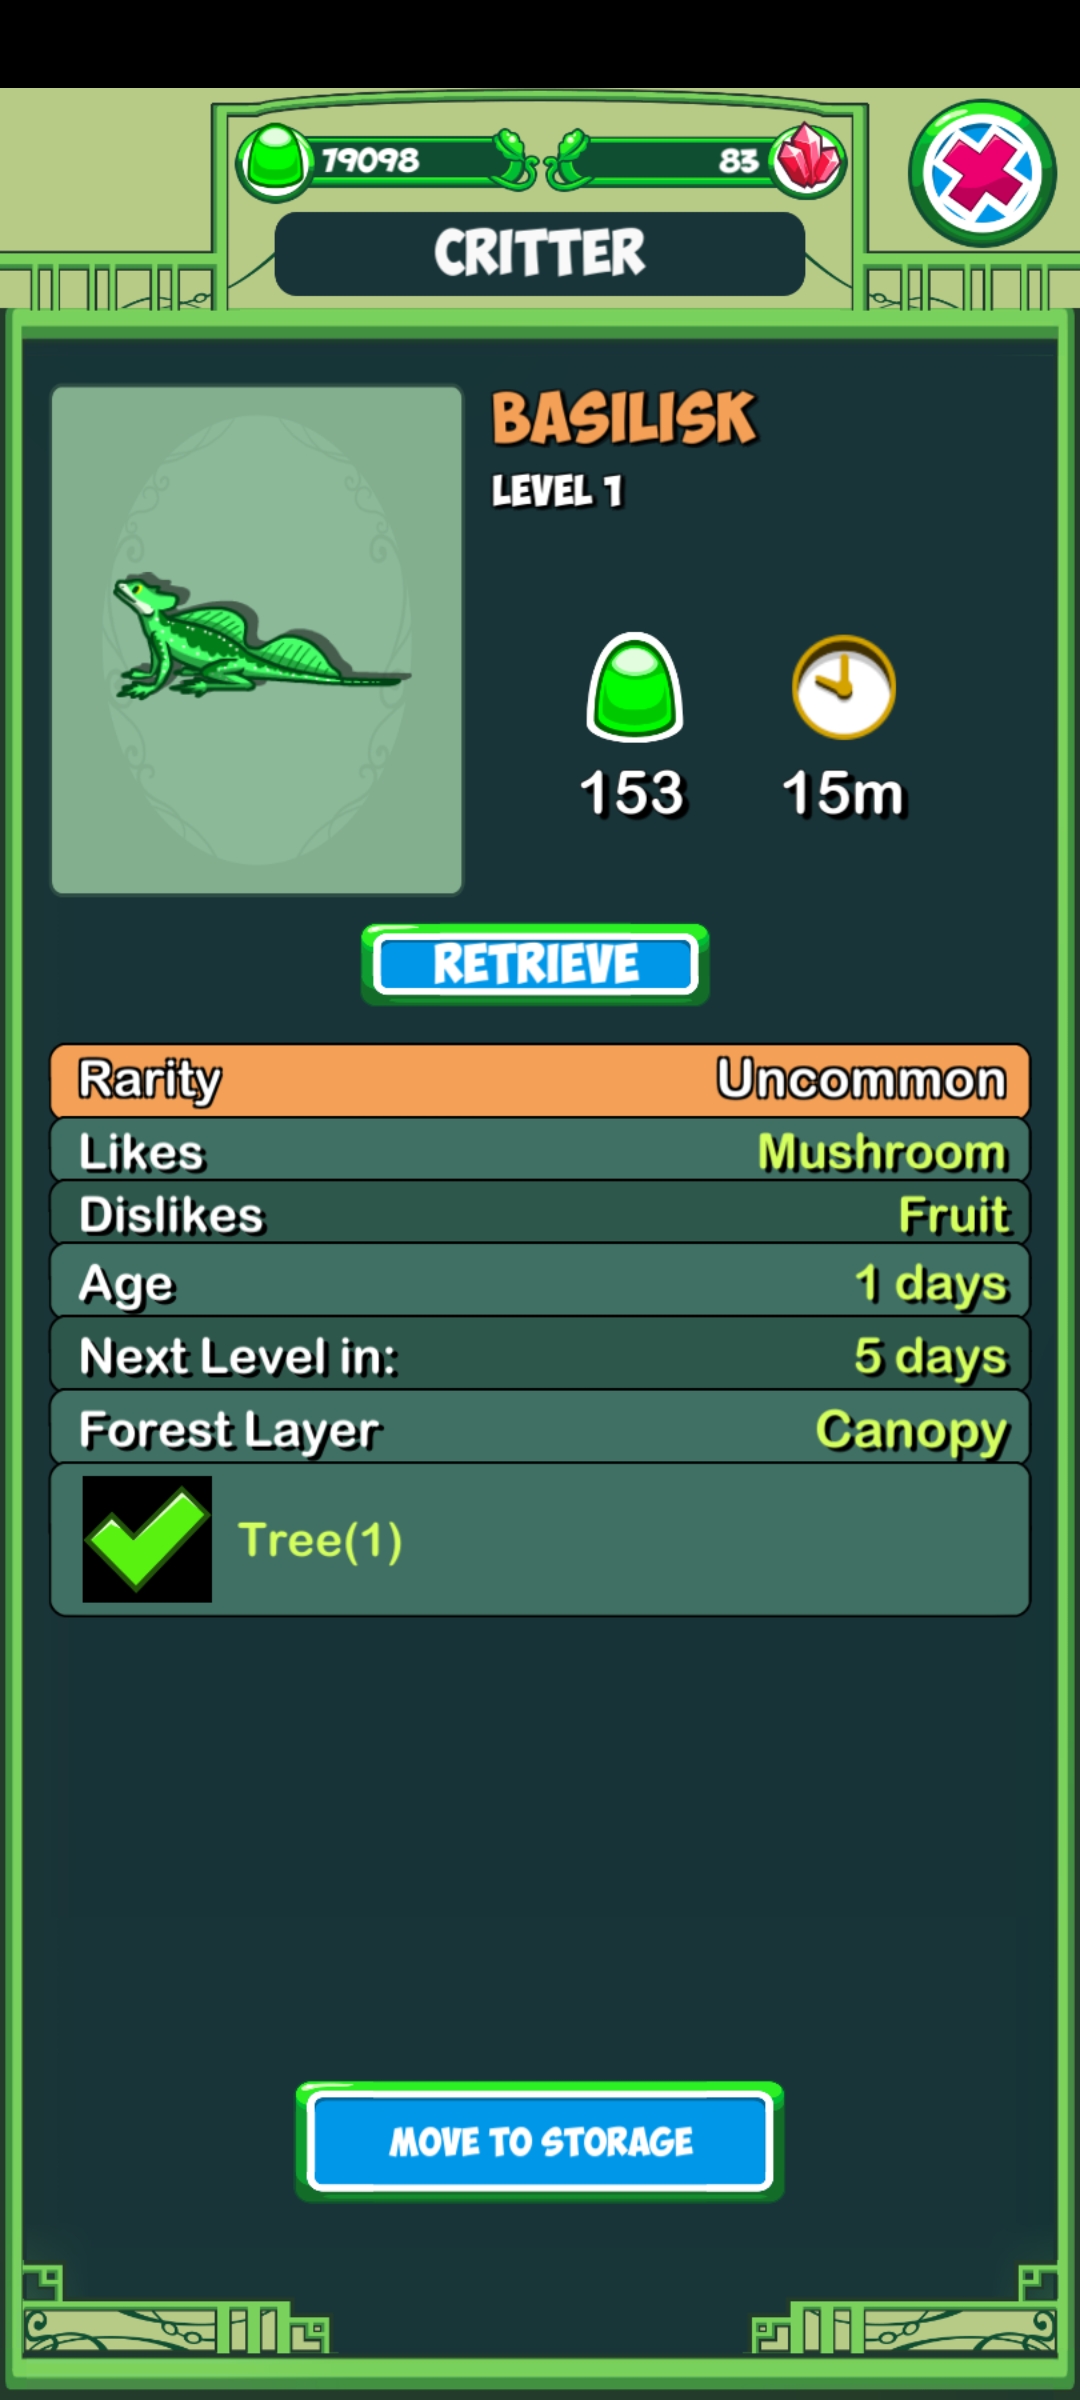 79098 83
CRITTER
BASILISK
LEVEL 1
153 15m
RETRIEVE
Rarity Uncommon
Likes Mushroom
Dislikes Fruit
Age 1 days
Next Level in: 5 days
Forest Layer Canopy
Tree(1)
MOVE TO STORAGE